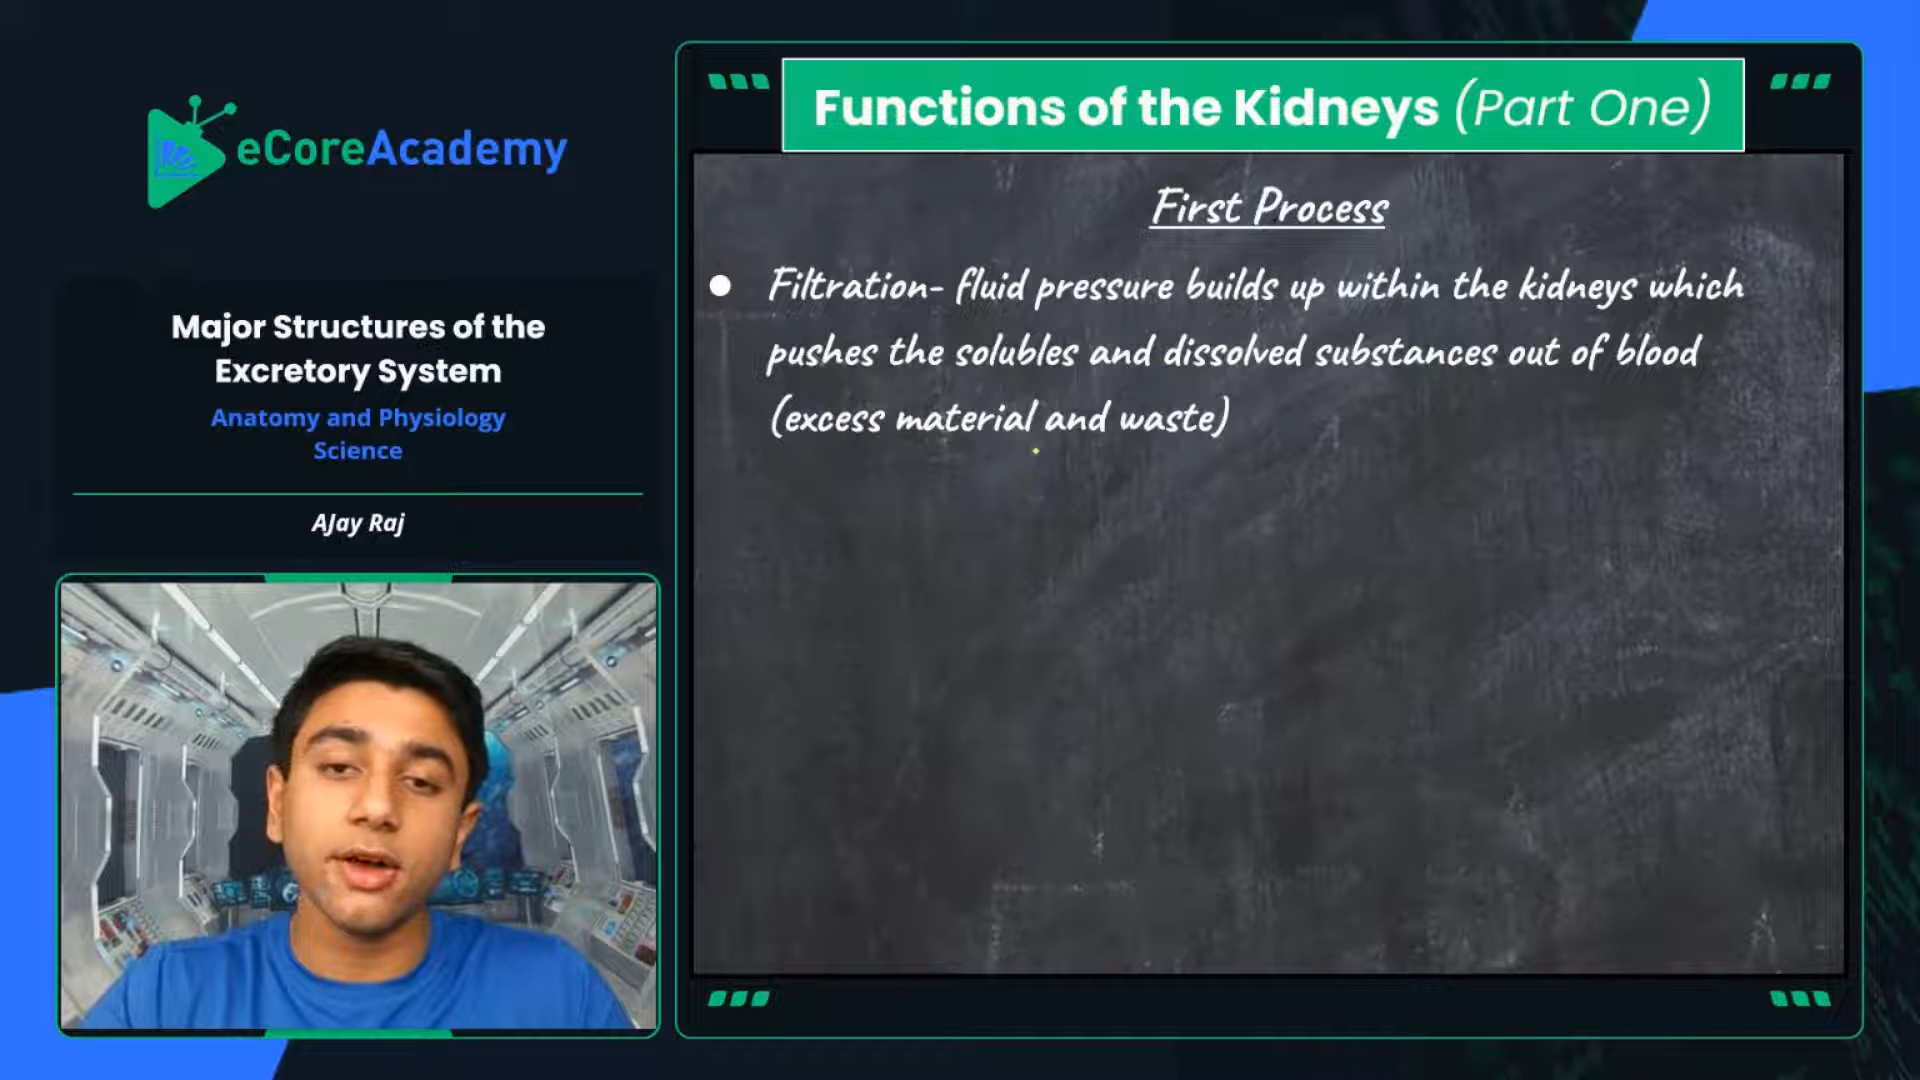 eCoreAcademy
Major Structures of the
Excretory System
Anatomy and Physiology
Science
AJay Raj
Functions of the Kidneys (Part One)
First Process
● Filtration- fluid pressure builds up within the kidneys which
pushes the solubles and dissolved substances out of blood
(excess material and waste)